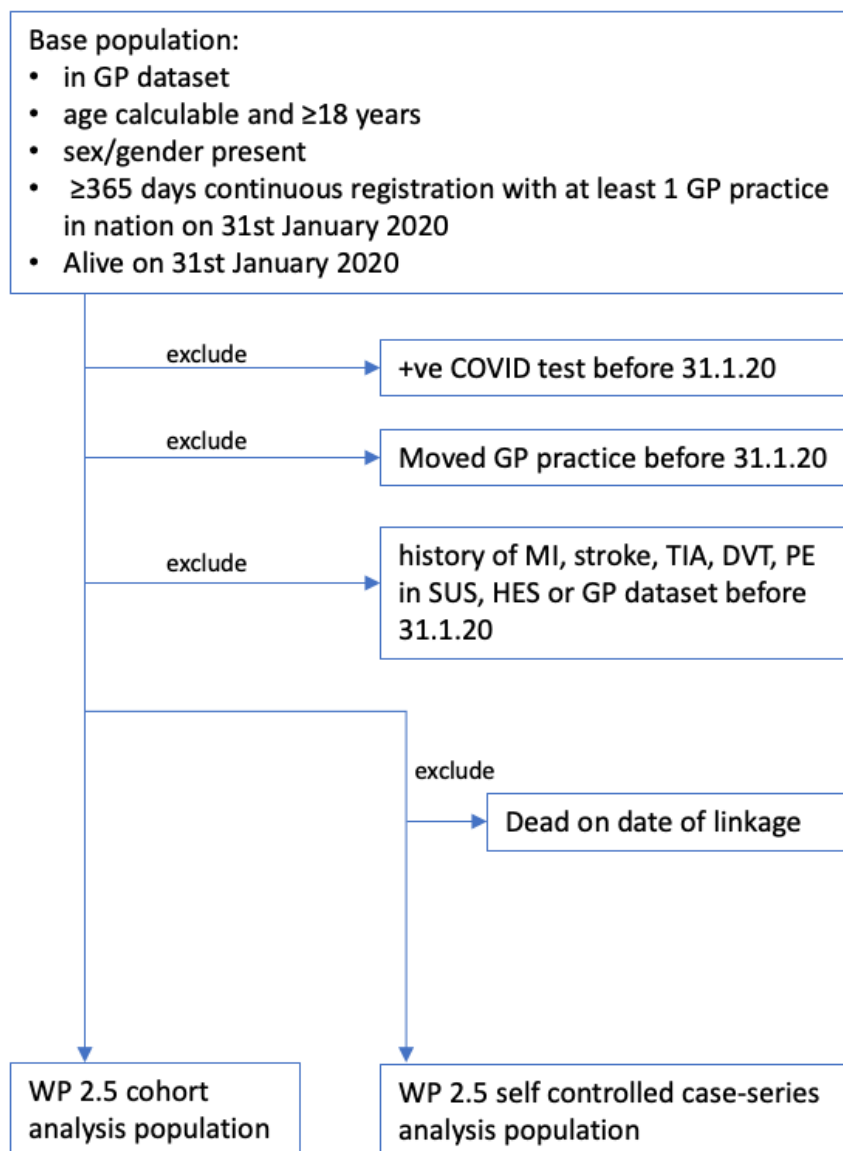 Base population:
• in GP dataset
• age calculable and ≥18 years
• sex/gender present
• ≥365 days continuous registration with at least 1 GP practice
in nation on 31st January 2020
• Alive on 31st January 2020
exclude
+ve COVID test before 31.1.20
exclude
Moved GP practice before 31.1.20
exclude
history of MI, stroke, TIA, DVT, PE
in SUS, HES or GP dataset before
31.1.20
exclude
Dead on date of linkage
WP 2.5 cohort
analysis population
WP 2.5 self controlled case-series
analysis population